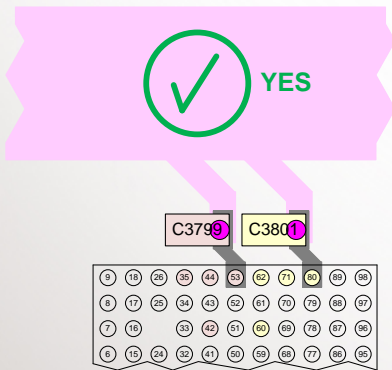 YES
C3799 C3801
9 18 26 35 44 53 62 71 80 89 98
8 17 25 34 43 52 61 70 79 88 97
7 16 33 42 51 60 69 78 87 96
6 15 24 32 41 50 59 68 77 86 95